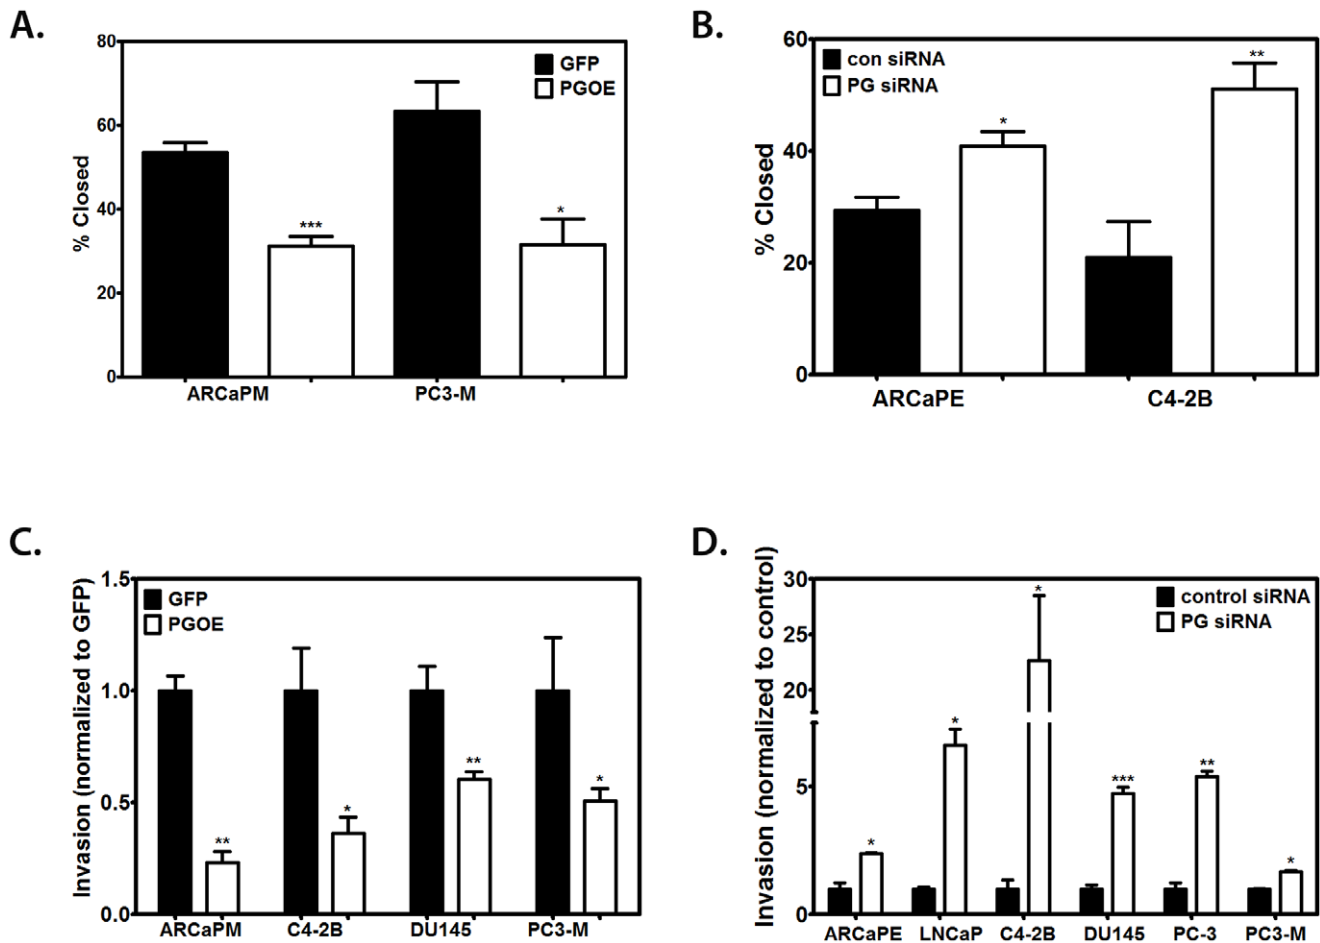 A.
80
60
40
20
0
% Closed
GFP
PGOE
***
*
ARCaPM PC3-M
B.
60
40
20
0
% Closed
con siRNA
PG siRNA
*
**
ARCaPE C4-2B
C.
1.5
1.0
0.5
0.0
Invasion (normalized to GFP)
GFP
PGOE
**
*
**
*
ARCaPM C4-2B DU145 PC3-M
D.
30
25
20
5
0
Invasion (normalized to control)
control siRNA
PG siRNA
*
*
*
***
**
*
ARCaPE LNCaP C4-2B DU145 PC-3 PC3-M